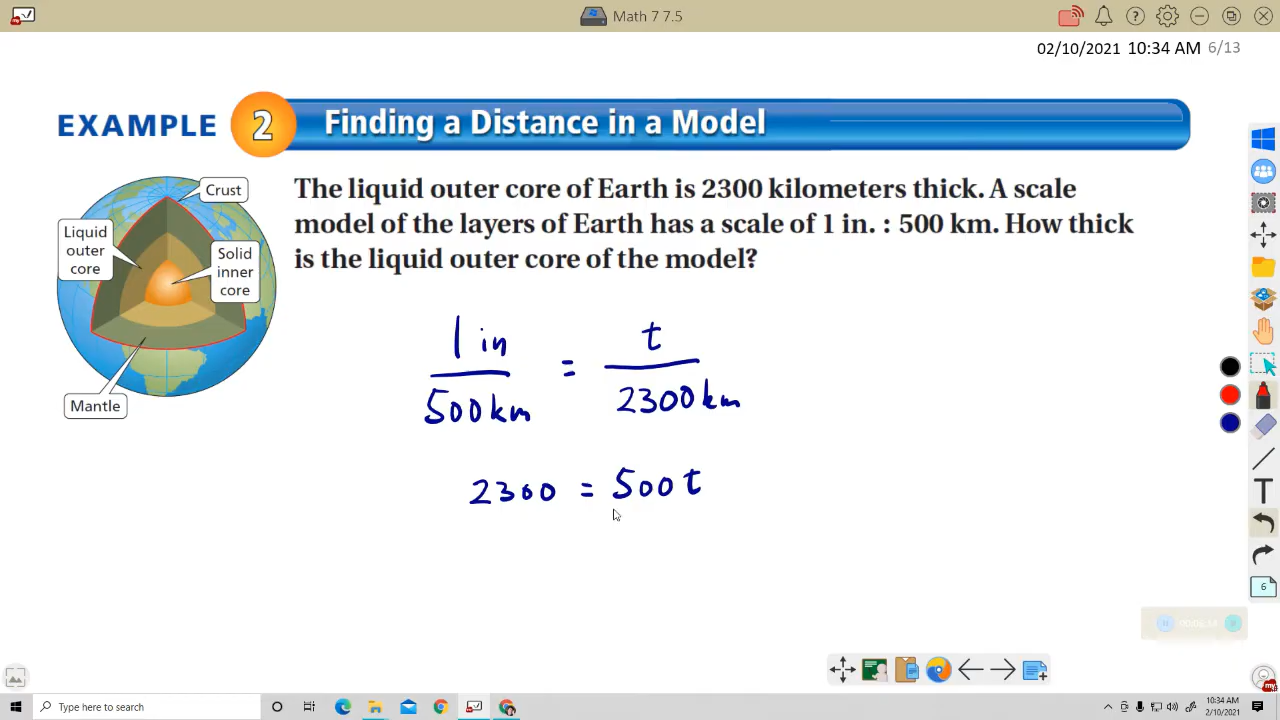 Math 7 7.5
02/10/2021 10:34 AM 6/13
EXAMPLE 2 Finding a Distance in a Model
The liquid outer core of Earth is 2300 kilometers thick. A scale
model of the layers of Earth has a scale of 1 in. : 500 km. How thick
is the liquid outer core of the model?
Crust
Liquid
outer
core
Solid
inner
core
Mantle
1 in = t
500 km 2300 km
2300 = 500 t
T
6
Type here to search
10:34 AM
2/10/2021